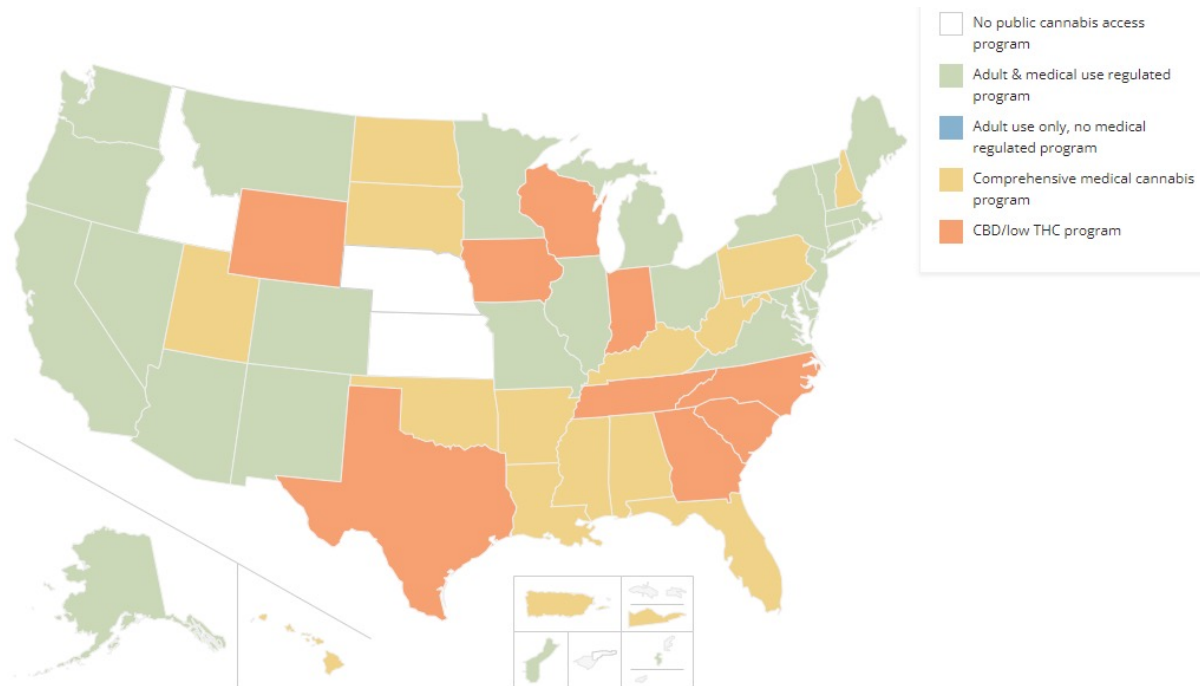 No public cannabis access
program
Adult & medical use regulated
program
Adult use only, no medical
regulated program
Comprehensive medical cannabis
program
CBD/low THC program